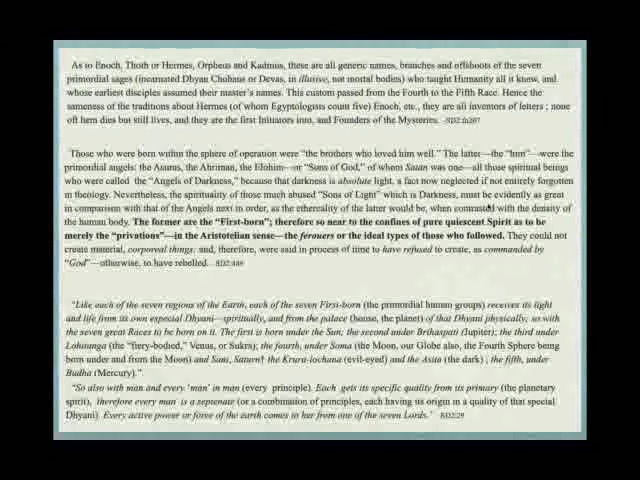 As to Enoch, Thoth or Hermes, Orpheus and Kadmus, these are all generic names, branches and offshoots of the seven
primordial sages (incarnated Dhyan Chohans or Devas, in illusive, not mortal bodies) who taught Humanity all it knew, and
whose earliest disciples assumed their master's names. This custom passed from the Fourth to the Fifth Race. Hence the
sameness of the traditions about Hermes (of whom Egyptologists count five) Enoch, etc., they are all inventors of letters ; none
of hem dies but still lives, and they are the first Initiators into, and Founders of the Mysteries.
Those who were born within the sphere of operation were "the brothers who loved him well." The latter—the "him"—were the
primordial angels: the Asuras, the Ahriman, the Elohim—or "Sons of God," of whom Satan was one—all those spiritual beings
who were called the "Angels of Darkness," because that darkness is absolute light, a fact now neglected if not entirely forgotten
in theology. Nevertheless, the spirituality of those much abused "Sons of Light" which is Darkness, must be evidently as great
in comparison with that of the Angels next in order, as the ethereality of the latter would be, when contrasted with the density of
the human body. The former are the "First-born"; therefore so near to the confines of pure quiescent Spirit as to be
merely the "privations"—in the Aristotelian sense—the ferouers or the ideal types of those who followed. They could not
create material, corporeal things; and, therefore, were said in process of time to have refused to create, as commanded by
"God"—otherwise, to have rebelled. SD2:489
"Like each of the seven regions of the Earth, each of the seven First-born (the primordial human groups) receives its light
and life from its own especial Dhyani—spiritually, and from the palace (house, the planet) of that Dhyani physically; so with
the seven great Races to be born on it. The first is born under the Sun; the second under Brihaspati (Jupiter); the third under
Lohitanga (the "fiery-bodied," Venus, or Sukra); the fourth, under Soma (the Moon, our Globe also, the Fourth Sphere being
born under and from the Moon) and Sani, Saturn† the Krura-lochana (evil-eyed) and the Asita (the dark) ; the fifth, under
Budha (Mercury).".
"So also with man and every 'man' in man (every principle). Each gets its specific quality from its primary (the planetary
spirit), therefore every man is a septenate (or a combination of principles, each having its origin in a quality of that special
Dhyani). Every active power or force of the earth comes to her from one of the seven Lords." SD2:29